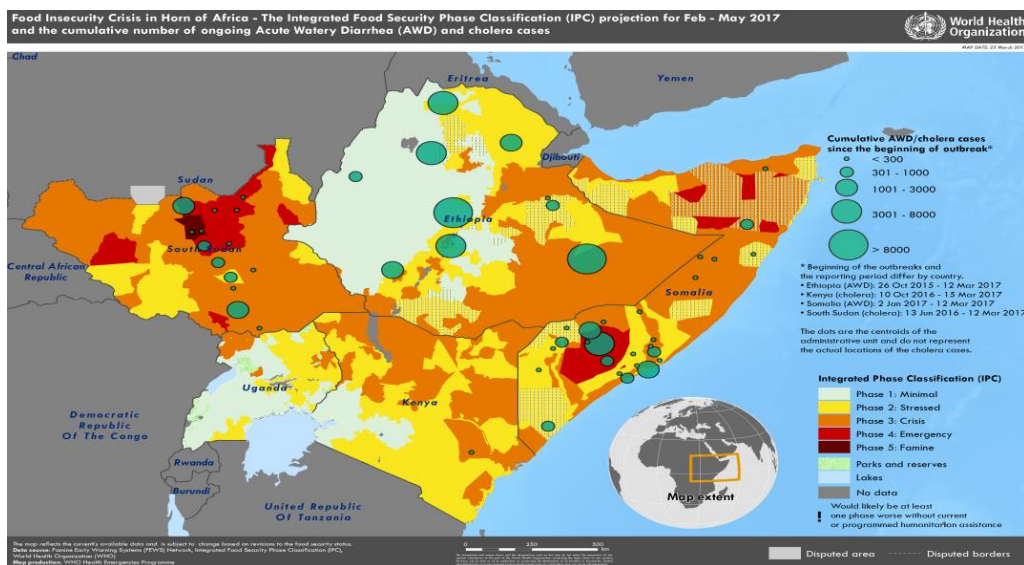 Food Insecurity Crisis in Horn of Africa - The Integrated Food Security Phase Classification (IPC) projection for Feb - May 2017
and the cumulative number of ongoing Acute Watery Diarrhea (AWD) and cholera cases
World Health
Organization
MAP DATE: 23 March
Chad
Eritrea
Yemen
Djibouti
Sudan
Ethiopia
South Sudan
Central African
Republic
Somalia
Uganda
Kenya
Democratic
Republic
Of The Congo
Rwanda
Burundi
United Republic
Of Tanzania
Cumulative AWD/cholera cases
since the beginning of outbreak*
< 300
301 - 1000
1001 - 3000
3001 - 8000
> 8000
* Beginning of the outbreaks and
the reporting period differ by country.
• Ethiopia (AWD): 26 Oct 2015 - 12 Mar 2017
• Kenya (cholera): 10 Oct 2016 - 15 Mar 2017
• Somalia (AWD): 2 Jan 2017 - 12 Mar 2017
• South Sudan (cholera): 13 Jun 2016 - 12 Mar 2017
The dots are the centroids of the
administrative unit and do not represent
the actual locations of the cholera cases.
Integrated Phase Classification (IPC)
Phase 1: Minimal
Phase 2: Stressed
Phase 3: Crisis
Phase 4: Emergency
Phase 5: Famine
Parks and reserves
Lakes
No data
! Would likely be at least
one phase worse without current
or programmed humanitarian assistance
Map extent
The map reflects the currently available data and is subject to change based on revisions to the food security status.
Data source: Famine Early Warning Systems (FEWS) Network, Integrated Food Security Phase Classification (IPC),
World Health Organisation (WHO)
Map production: WHO Health Emergencies Programme
0 250 500
km
Disputed area
Disputed borders